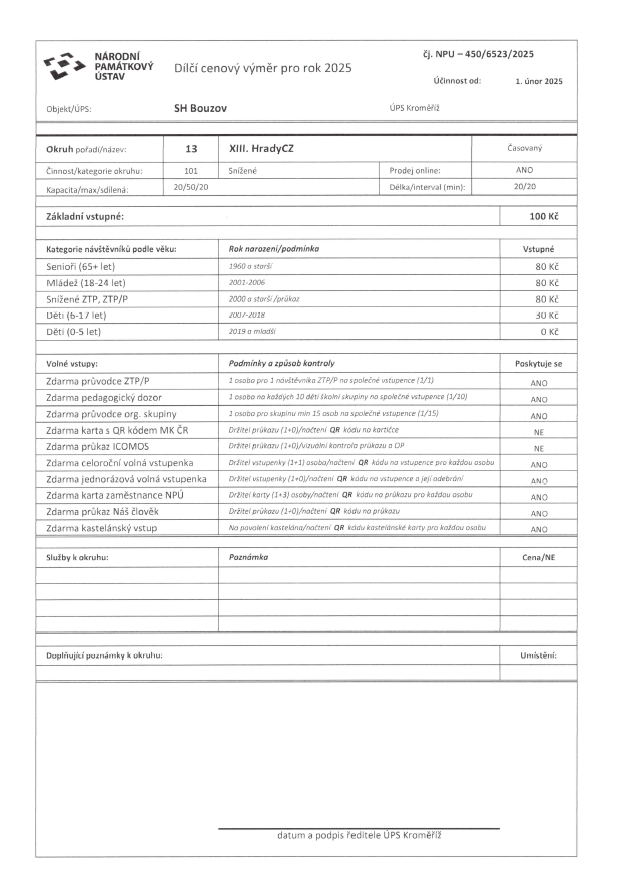 NÁRODNÍ
PAMÁTKOVÝ
ÚSTAV
Dílčí cenový výměr pro rok 2025
čj. NPU – 450/6523/2025
Účinnost od: 1. únor 2025
Objekt/ÚPS: SH Bouzov ÚPS Kroměříž
Okruh pořadí/název: 13 XIII. HradyCZ Časovaný
Činnost/kategorie okruhu: 101 Snížené Prodej online: ANO
Kapacita/max/sdílená: 20/50/20 Délka/interval (min): 20/20
Základní vstupné: 100 Kč
Kategorie návštěvníků podle věku: Rok narození/podmínka Vstupné
Senioři (65+ let) 1960 a starší 80 Kč
Mládež (18-24 let) 2001-2006 80 Kč
Snížené ZTP, ZTP/P 2000 a starší /průkaz 80 Kč
Děti (6-17 let) 2007-2018 30 Kč
Děti (0-5 let) 2019 a mladší 0 Kč
Volné vstupy: Podmínky a způsob kontroly Poskytuje se
Zdarma průvodce ZTP/P 1 osoba pro 1 návštěvníka ZTP/P na společné vstupence (1/1) ANO
Zdarma pedagogický dozor 1 osoba na každých 10 dětí školní skupiny na společné vstupence (1/10) ANO
Zdarma průvodce org. skupiny 1 osoba pro skupinu min 15 osob na společné vstupence (1/15) ANO
Zdarma karta s QR kódem MK ČR Držitel průkazu (1+0)/načtení QR kódu na kartičce NE
Zdarma průkaz ICOMOS Držitel průkazu (1+0)/vizuální kontrola průkazu a OP NE
Zdarma celoroční volná vstupenka Držitel vstupenky (1+1) osoba/načtení QR kódu na vstupence pro každou osobu ANO
Zdarma jednorázová volná vstupenka Držitel vstupenky (1+0)/načtení QR kódu na vstupence a její odebrání ANO
Zdarma karta zaměstnance NPÚ Držitel karty (1+3) osoby/načtení QR kódu na průkazu pro každou osobu ANO
Zdarma průkaz Náš člověk Držitel průkazu (1+0)/načtení QR kódu na průkazu ANO
Zdarma kastelánský vstup Na povolení kastelána/načtení QR kódu kastelánské karty pro každou osobu ANO
Služby k okruhu: Poznámka Cena/NE
Doplňující poznámky k okruhu: Umístění:
datum a podpis ředitele ÚPS Kroměříž